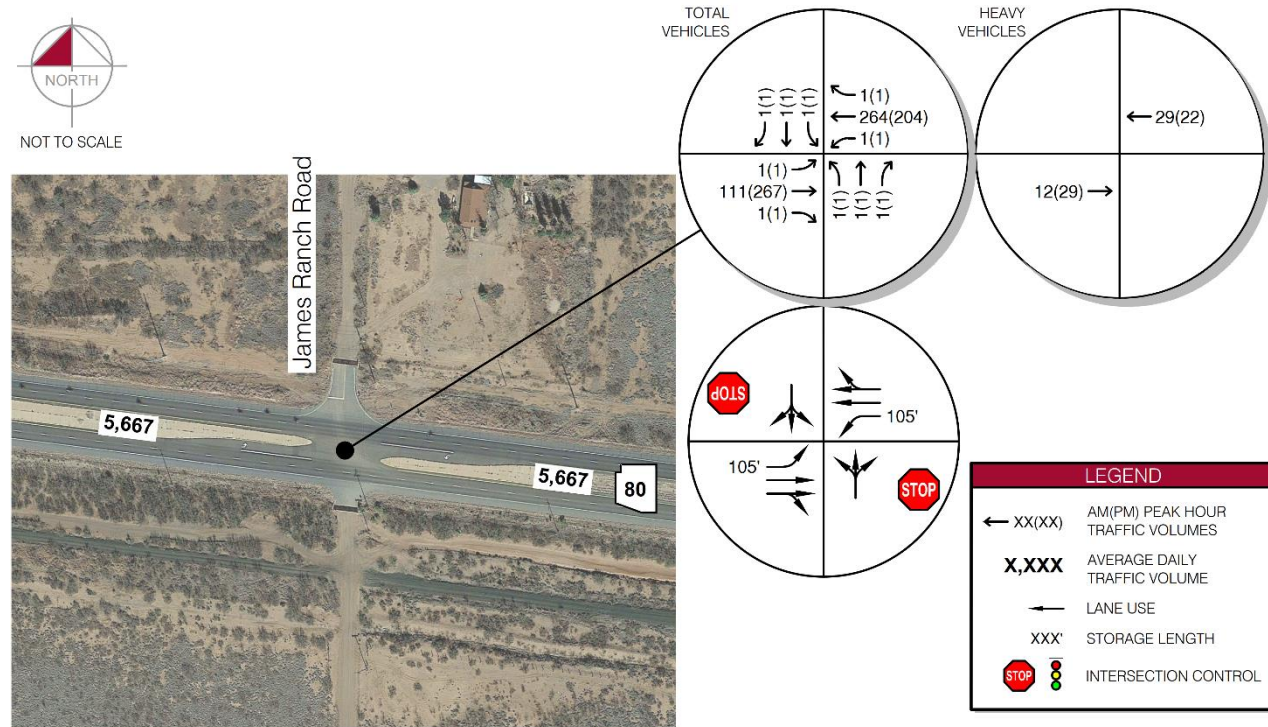 NORTH
NOT TO SCALE
James Ranch Road
5,667
5,667
80
TOTAL
VEHICLES
1(1)
1(1)
1(1)
1(1)
264(204)
1(1)
1(1)
111(267)
1(1)
1(1)
1(1)
1(1)
HEAVY
VEHICLES
29(22)
12(29)
STOP
105'
105'
STOP
LEGEND
XX(XX)
AM(PM) PEAK HOUR
TRAFFIC VOLUMES
X,XXX
AVERAGE DAILY
TRAFFIC VOLUME
LANE USE
XXX'
STORAGE LENGTH
STOP
INTERSECTION CONTROL